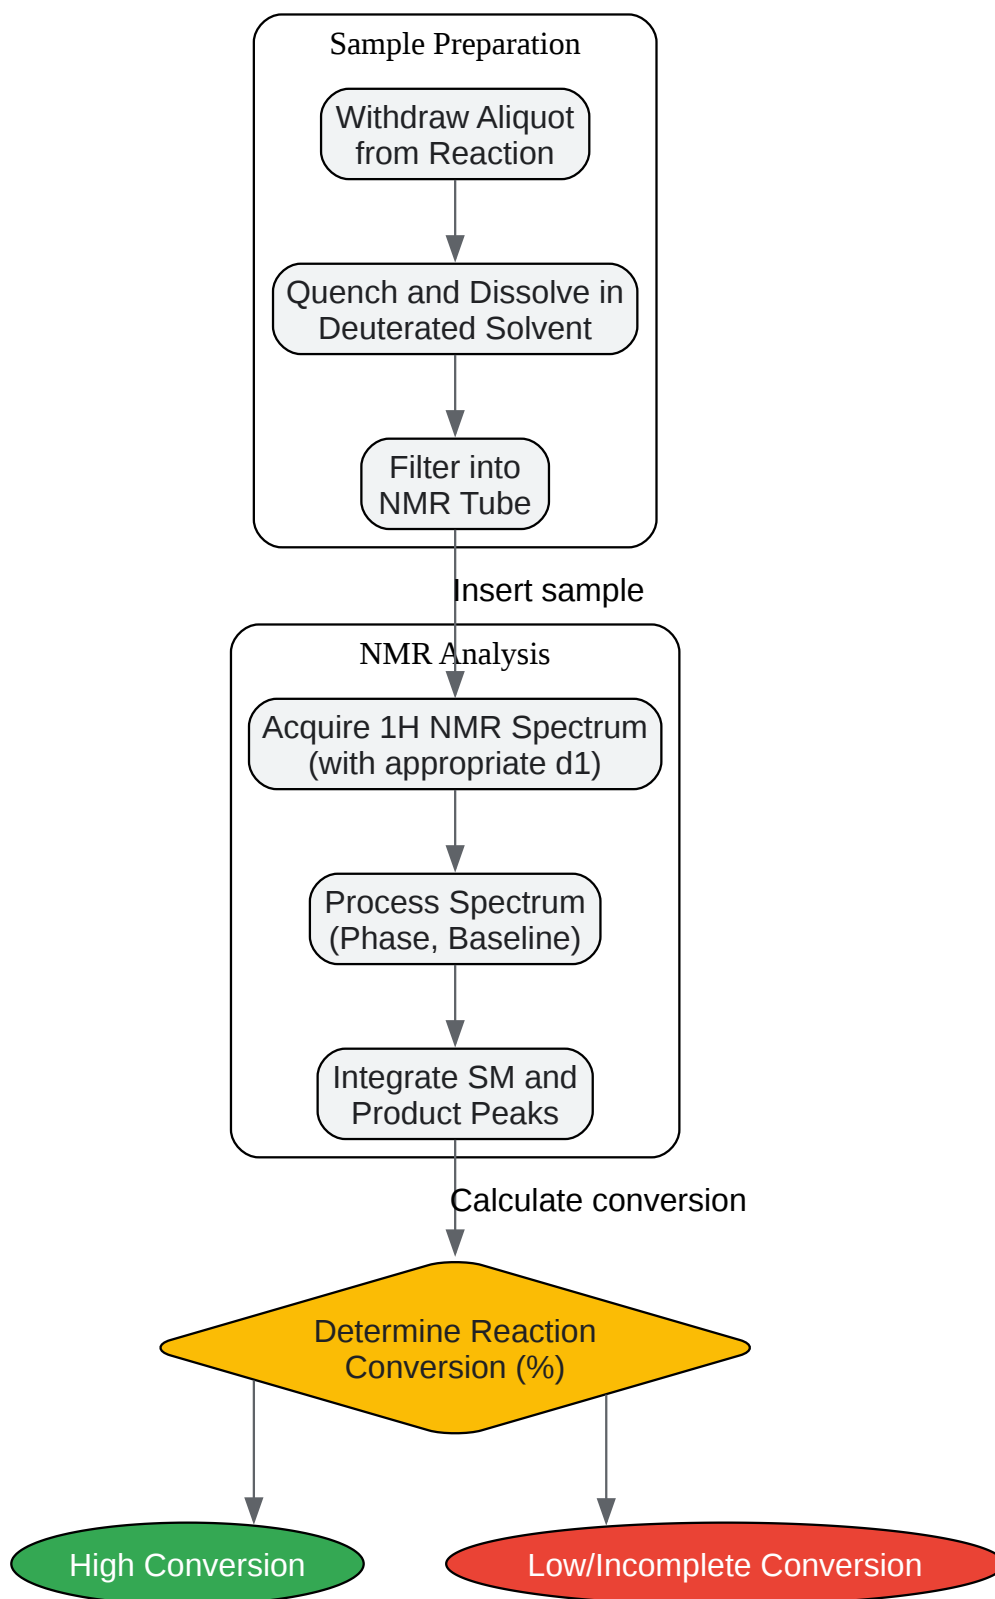 Sample Preparation
Withdraw Aliquot
from Reaction
Quench and Dissolve in
Deuterated Solvent
Filter into
NMR Tube
Insert sample
NMR Analysis
Acquire 1H NMR Spectrum
(with appropriate d1)
Process Spectrum
(Phase, Baseline)
Integrate SM and
Product Peaks
Calculate conversion
Determine Reaction
Conversion (%)
High Conversion
Low/Incomplete Conversion